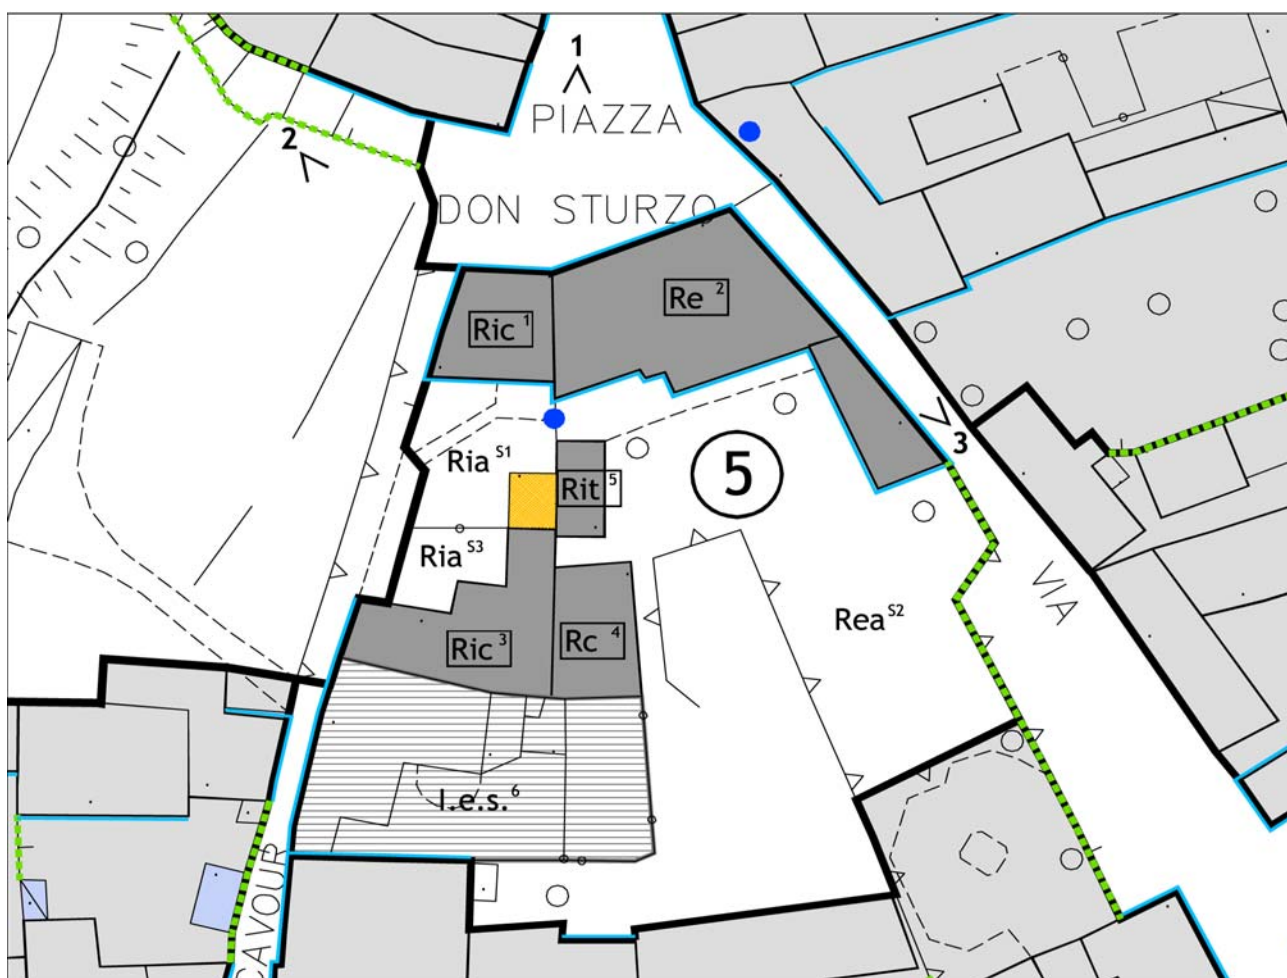 1
PIAZZA
2
DON STURZO
Re 2
Ric 1
3
Ria S1
5
Rit 5
Ria S3
VIA
Rea S2
Ric 3
Rc 4
I.e.s. 6
CAVOUR